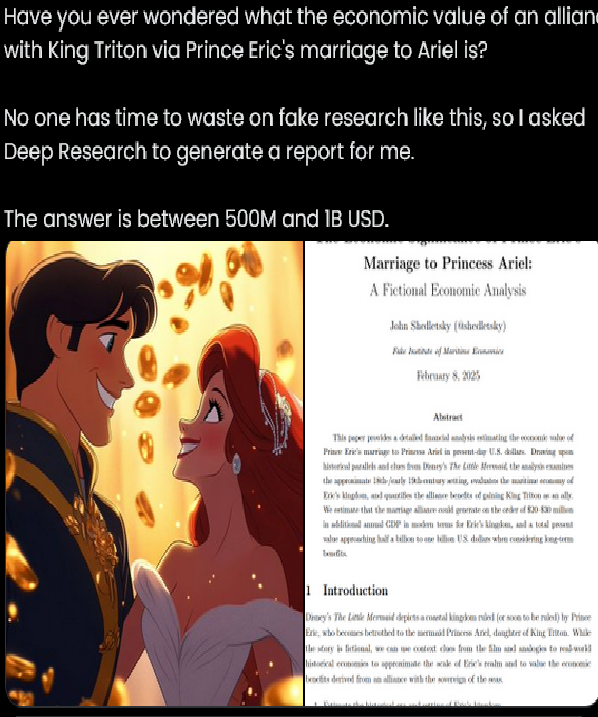 Have you ever wondered what the economic value of an allianc
with King Triton via Prince Eric's marriage to Ariel is?
No one has time to waste on fake research like this, so I asked
Deep Research to generate a report for me.
The answer is between 500M and 1B USD.
Marriage to Princess Ariel:
A Fictional Economic Analysis
John Shedletsky (@shedletsky)
Fake Institute of Maritime Economics
February 8, 2025
Abstract
This paper provides a detailed financial analysis estimating the economic value of
Prince Eric's marriage to Princess Ariel in present-day U.S. dollars. Drawing upon
historical parallels and clues from Disney's The Little Mermaid, the analysis examines
the approximate 18th/early 19th-century setting, evaluates the maritime economy of
Eric's kingdom, and quantifies the alliance benefits of gaining King Triton as an ally.
We estimate that the marriage alliance could generate on the order of $20–$30 million
in additional annual GDP in modern terms for Eric's kingdom, and a total present
value approaching half a billion to one billion U.S. dollars when considering long-term
benefits.
1 Introduction
Disney's The Little Mermaid depicts a coastal kingdom ruled (or soon to be ruled) by Prince
Eric, who becomes betrothed to the mermaid Princess Ariel, daughter of King Triton. While
the story is fictional, we can use context clues from the film and analogies to real-world
historical economies to approximate the scale of Eric's realm and to value the economic
benefits derived from an alliance with the sovereign of the seas.